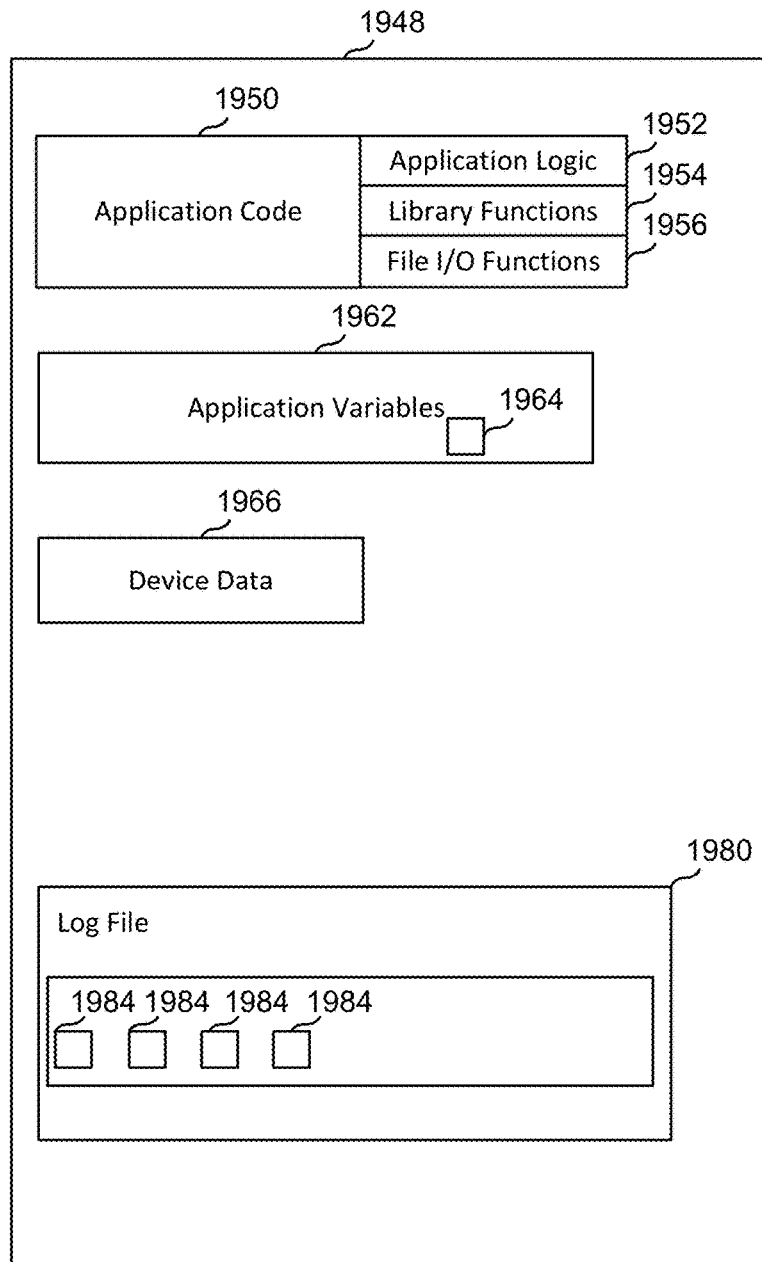 1948
1950
1952
Application Logic
1954
Application Code
Library Functions
1956
File I/O Functions
1962
Application Variables
1964
1966
Device Data
1980
Log File
1984 1984 1984 1984